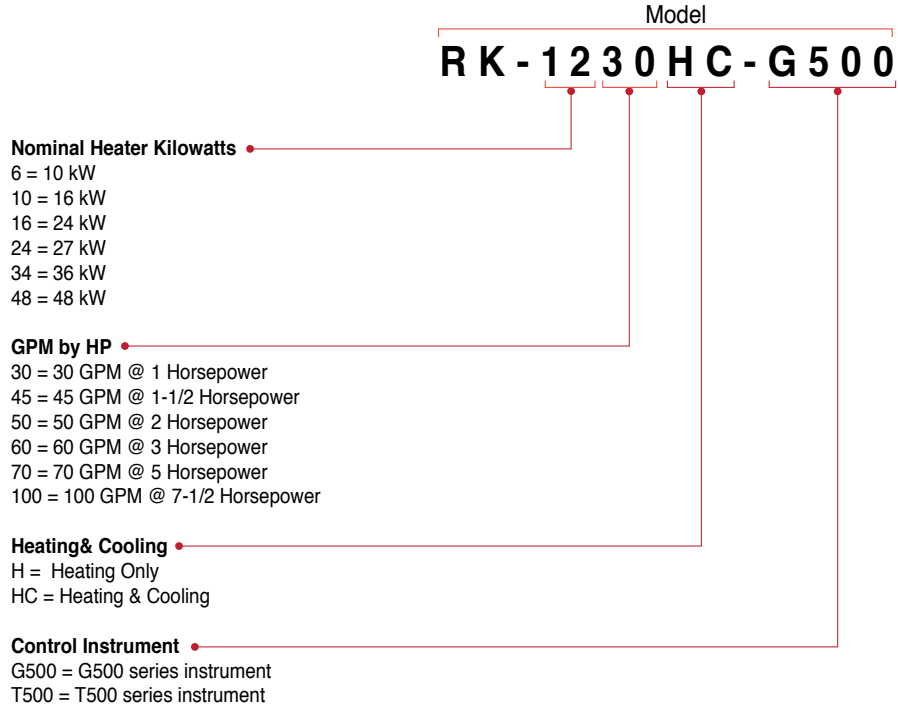 Model
RK-1230HC-G500
Nominal Heater Kilowatts
6 = 10 kW
10 = 16 kW
16 = 24 kW
24 = 27 kW
34 = 36 kW
48 = 48 kW
GPM by HP
30 = 30 GPM @ 1 Horsepower
45 = 45 GPM @ 1-1/2 Horsepower
50 = 50 GPM @ 2 Horsepower
60 = 60 GPM @ 3 Horsepower
70 = 70 GPM @ 5 Horsepower
100 = 100 GPM @ 7-1/2 Horsepower
Heating& Cooling
H = Heating Only
HC = Heating & Cooling
Control Instrument
G500 = G500 series instrument
T500 = T500 series instrument